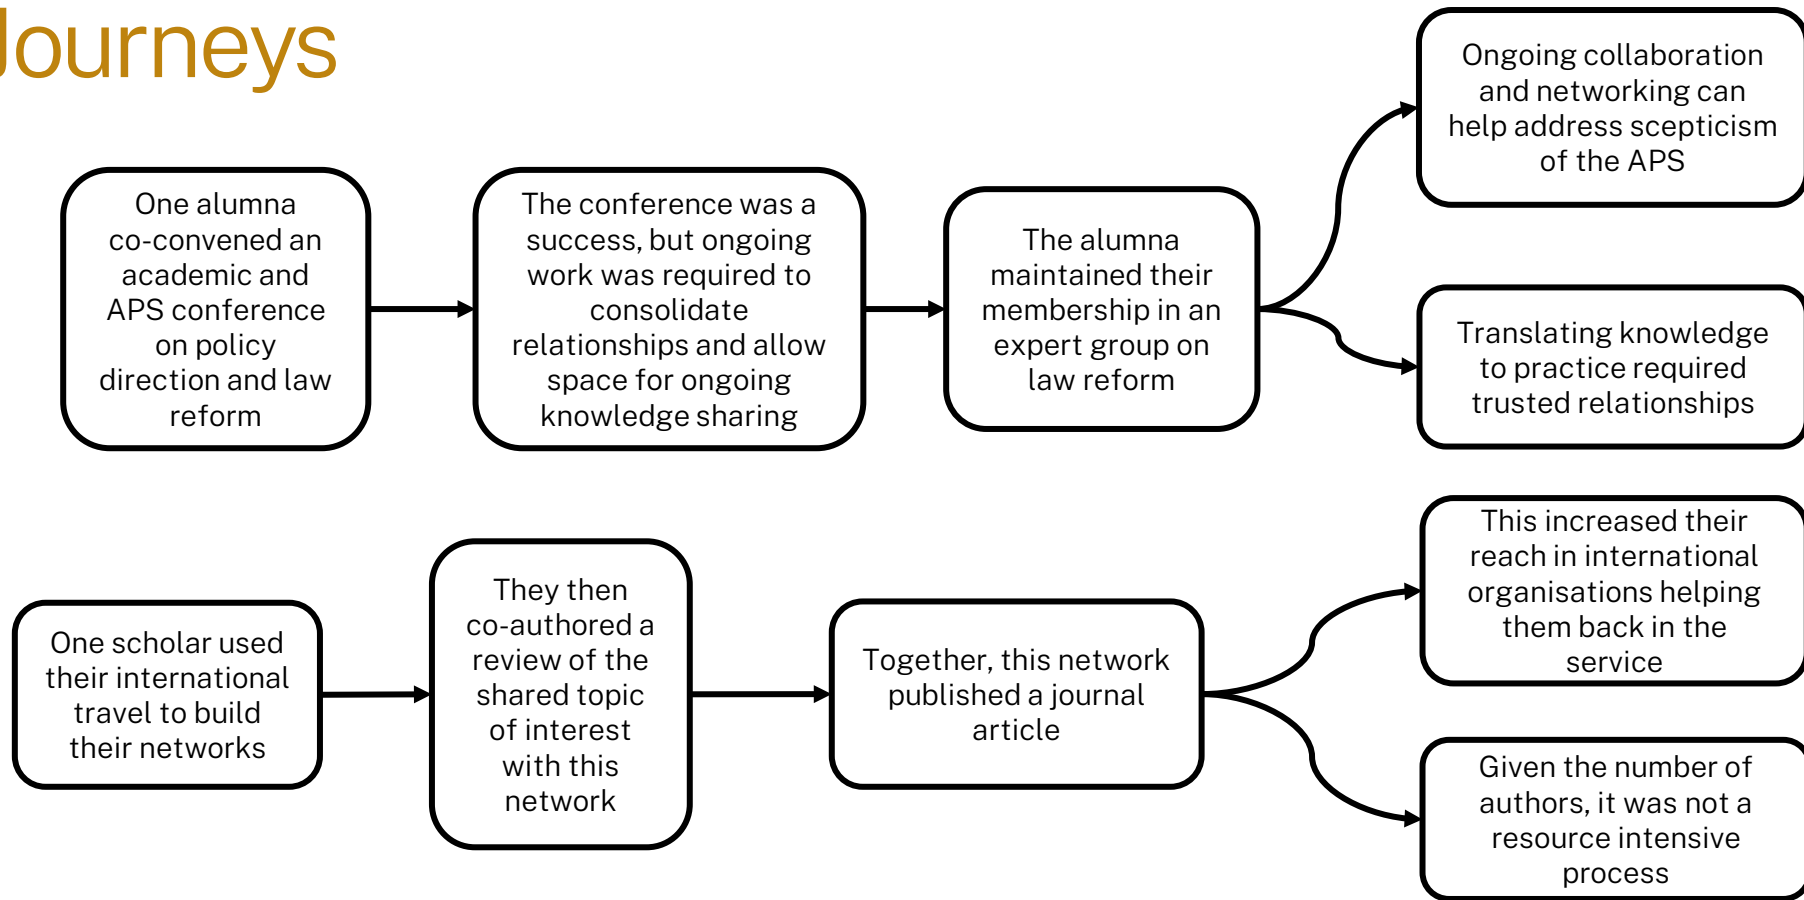 Journeys
One alumna
co-convened an
academic and
APS conference
on policy
direction and law
reform
The conference was a
success, but ongoing
work was required to
consolidate
relationships and allow
space for ongoing
knowledge sharing
The alumna
maintained their
membership in an
expert group on
law reform
Ongoing collaboration
and networking can
help address scepticism
of the APS
Translating knowledge
to practice required
trusted relationships
One scholar used
their international
travel to build
their networks
They then
co-authored a
review of the
shared topic
of interest
with this
network
Together, this network
published a journal
article
This increased their
reach in international
organisations helping
them back in the
service
Given the number of
authors, it was not a
resource intensive
process